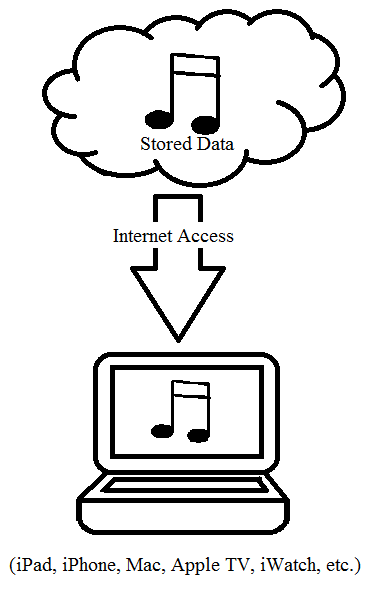 Stored Data
Internet Access
(iPad, iPhone, Mac, Apple TV, iWatch, etc.)